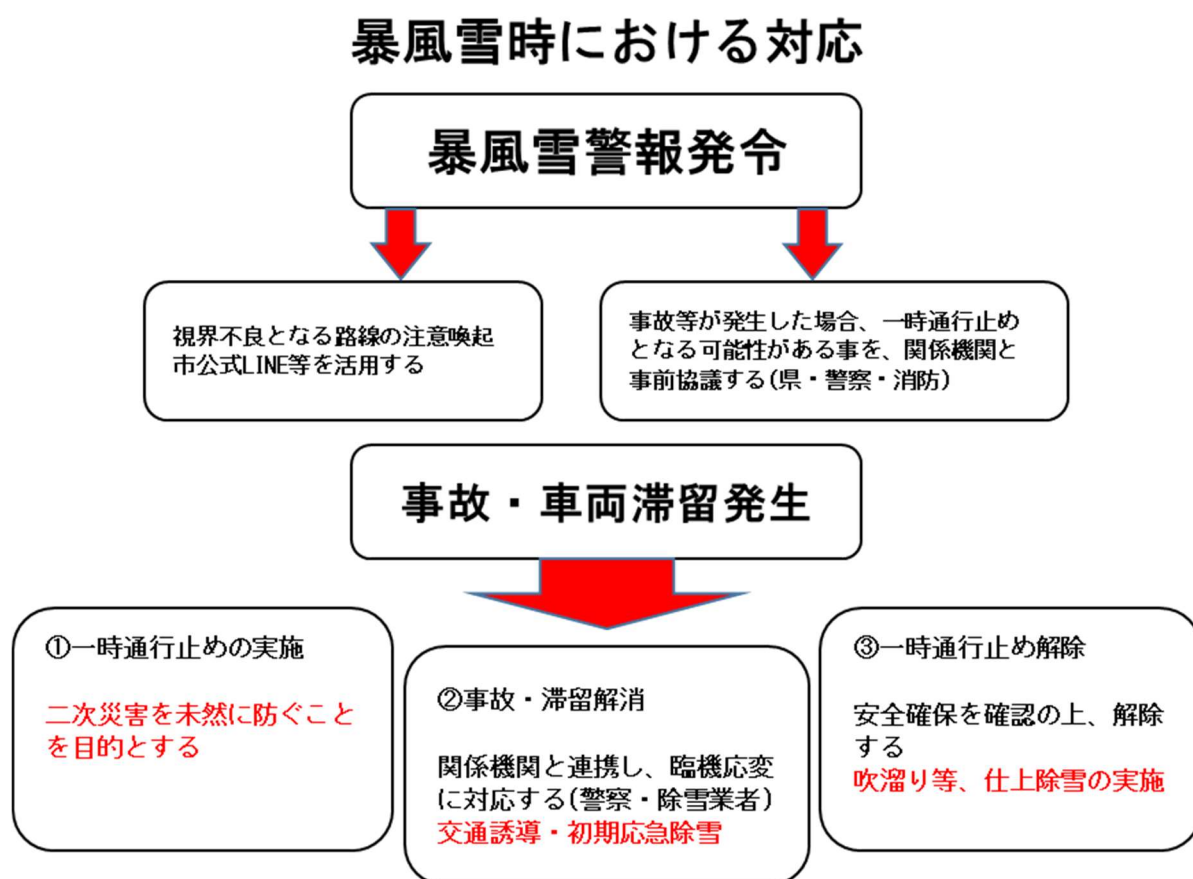 暴風雪時における対応
暴風雪警報発令
視界不良となる路線の注意喚起
市公式LINE等を活用する
事故等が発生した場合、一時通行止め
となる可能性がある事を、関係機関と
事前協議する(県・警察・消防)
事故・車両滞留発生
①一時通行止めの実施
二次災害を未然に防ぐこと
を目的とする
②事故・滞留解消
関係機関と連携し、臨機応変
に対応する(警察・除雪業者)
交通誘導・初期応急除雪
③一時通行止め解除
安全確保を確認の上、解除
する
吹溜り等、仕上除雪の実施